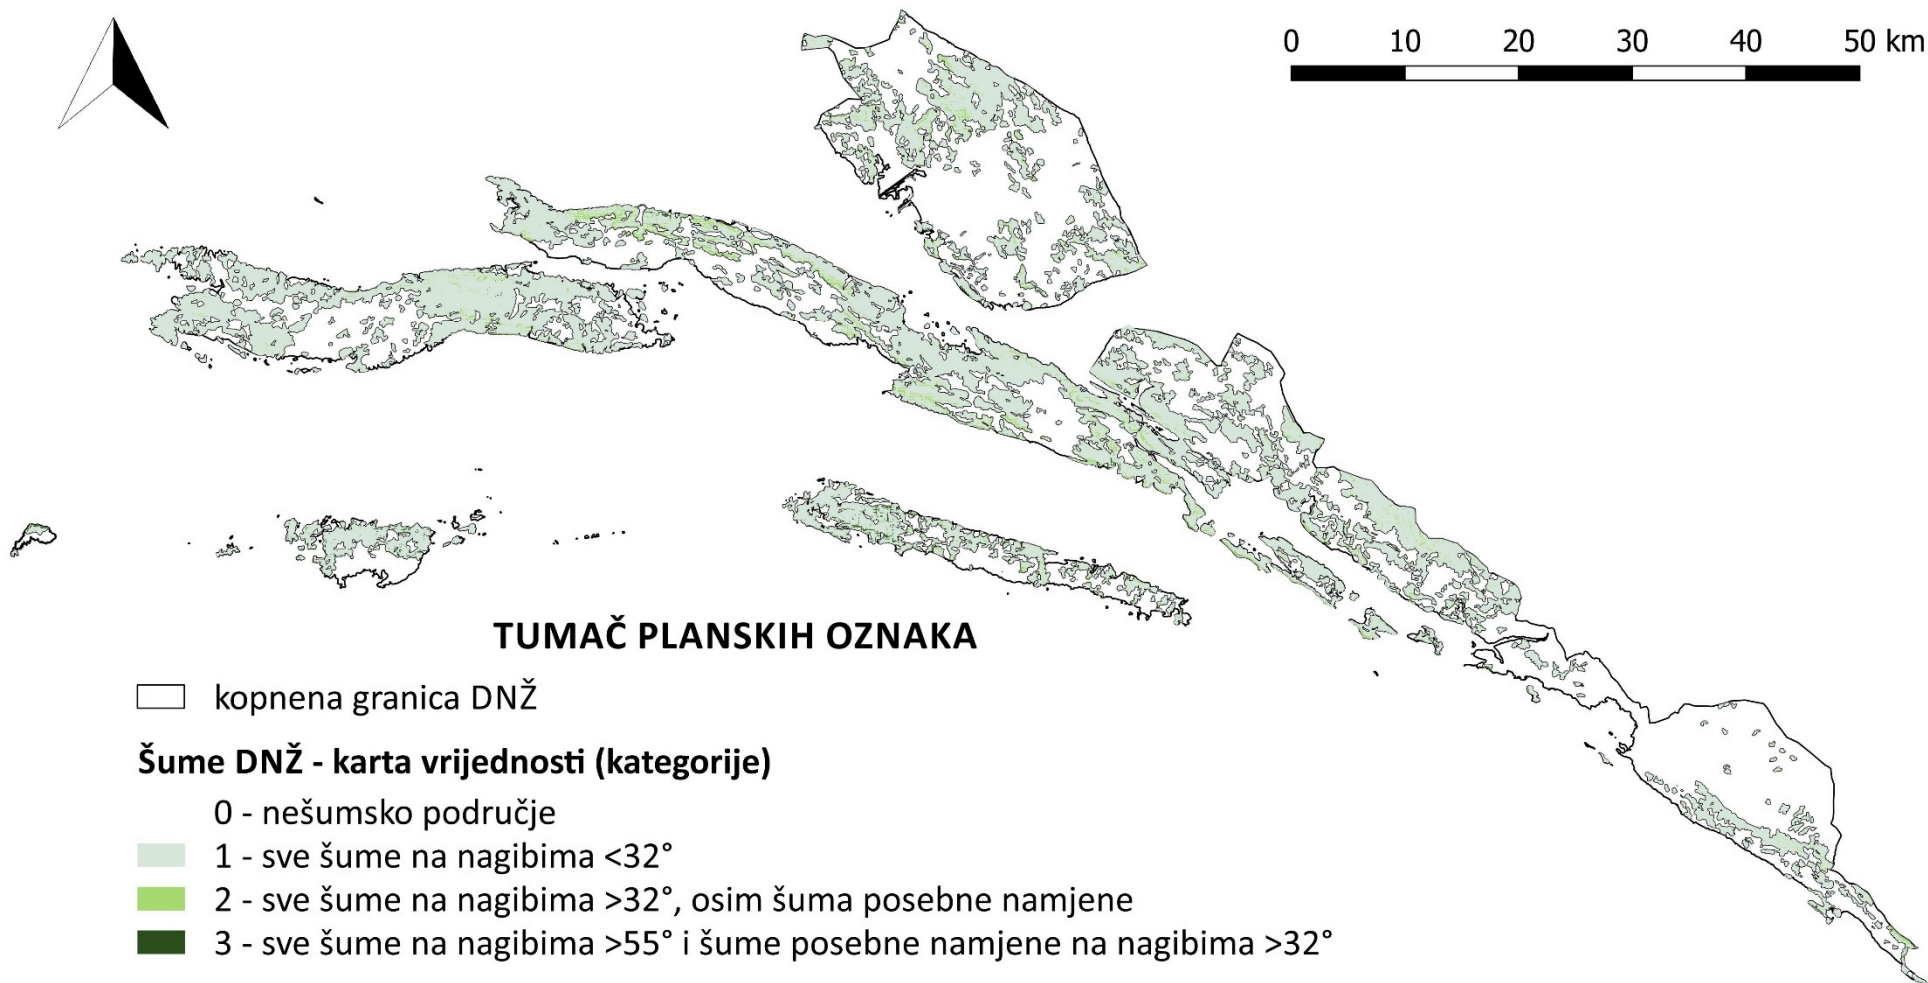 0 10 20 30 40 50 km
TUMAČ PLANSKIH OZNAKA
kopnena granica DNŽ
Šume DNŽ - karta vrijednosti (kategorije)
0 - nešumsko područje
1 - sve šume na nagibima <32°
2 - sve šume na nagibima >32°, osim šuma posebne namjene
3 - sve šume na nagibima >55° i šume posebne namjene na nagibima >32°